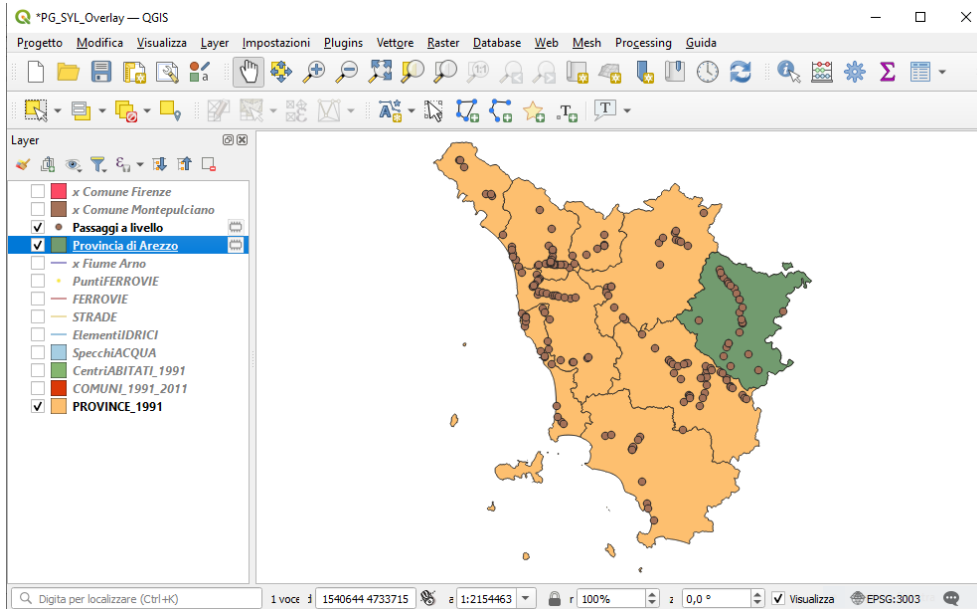 *PG_SYL_Overlay — QGIS
Progetto Modifica Visualizza Layer Impostazioni Plugins Vettore Raster Database Web Mesh Processing Guida
Layer
x Comune Firenze
x Comune Montepulciano
Passaggi a livello
Provincia di Arezzo
x Fiume Arno
PuntiFERROVIE
FERROVIE
STRADE
ElementiIDRICI
SpecchiACQUA
CentriABITATI_1991
COMUNI_1991_2011
PROVINCE_1991
Digita per localizzare (Ctrl+K) 1 voce 1540644 4733715 a 1:2154463 r 100% z 0,0 ° Visualizza EPSG:3003